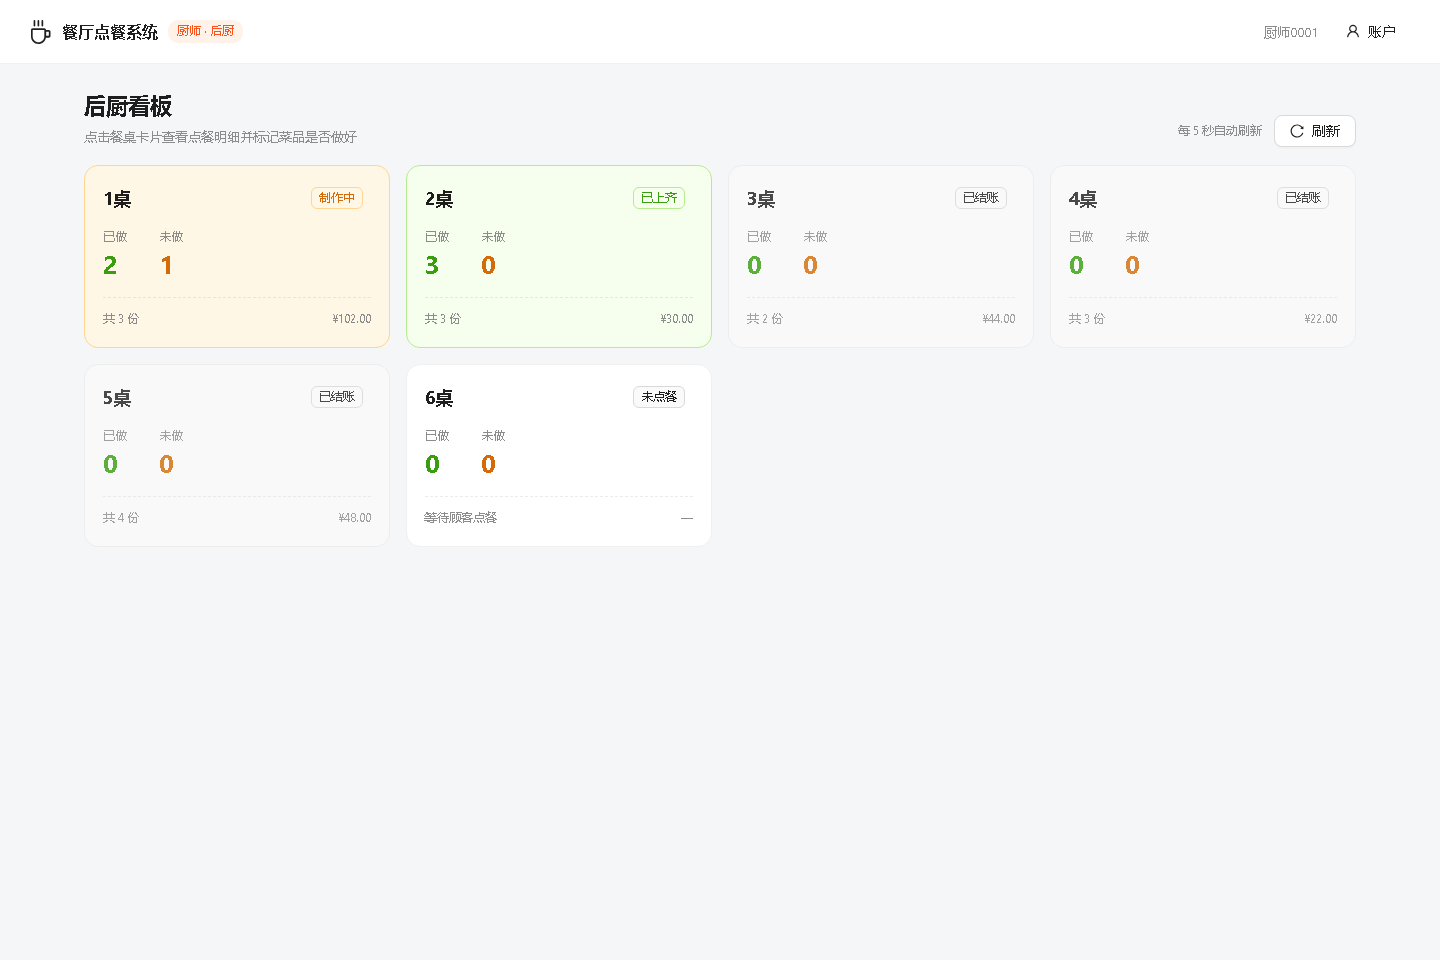 餐厅点餐系统 厨师 · 后厨 厨师0001 账户
后厨看板
点击餐桌卡片查看点餐明细并标记菜品是否做好
每 5 秒自动刷新 刷新
1桌 制作中
已做 未做
2 1
共 3 份 ¥102.00
2桌 已上齐
已做 未做
3 0
共 3 份 ¥30.00
3桌 已结账
已做 未做
0 0
共 2 份 ¥44.00
4桌 已结账
已做 未做
0 0
共 3 份 ¥22.00
5桌 已结账
已做 未做
0 0
共 4 份 ¥48.00
6桌 未点餐
已做 未做
0 0
等待顾客点餐 —